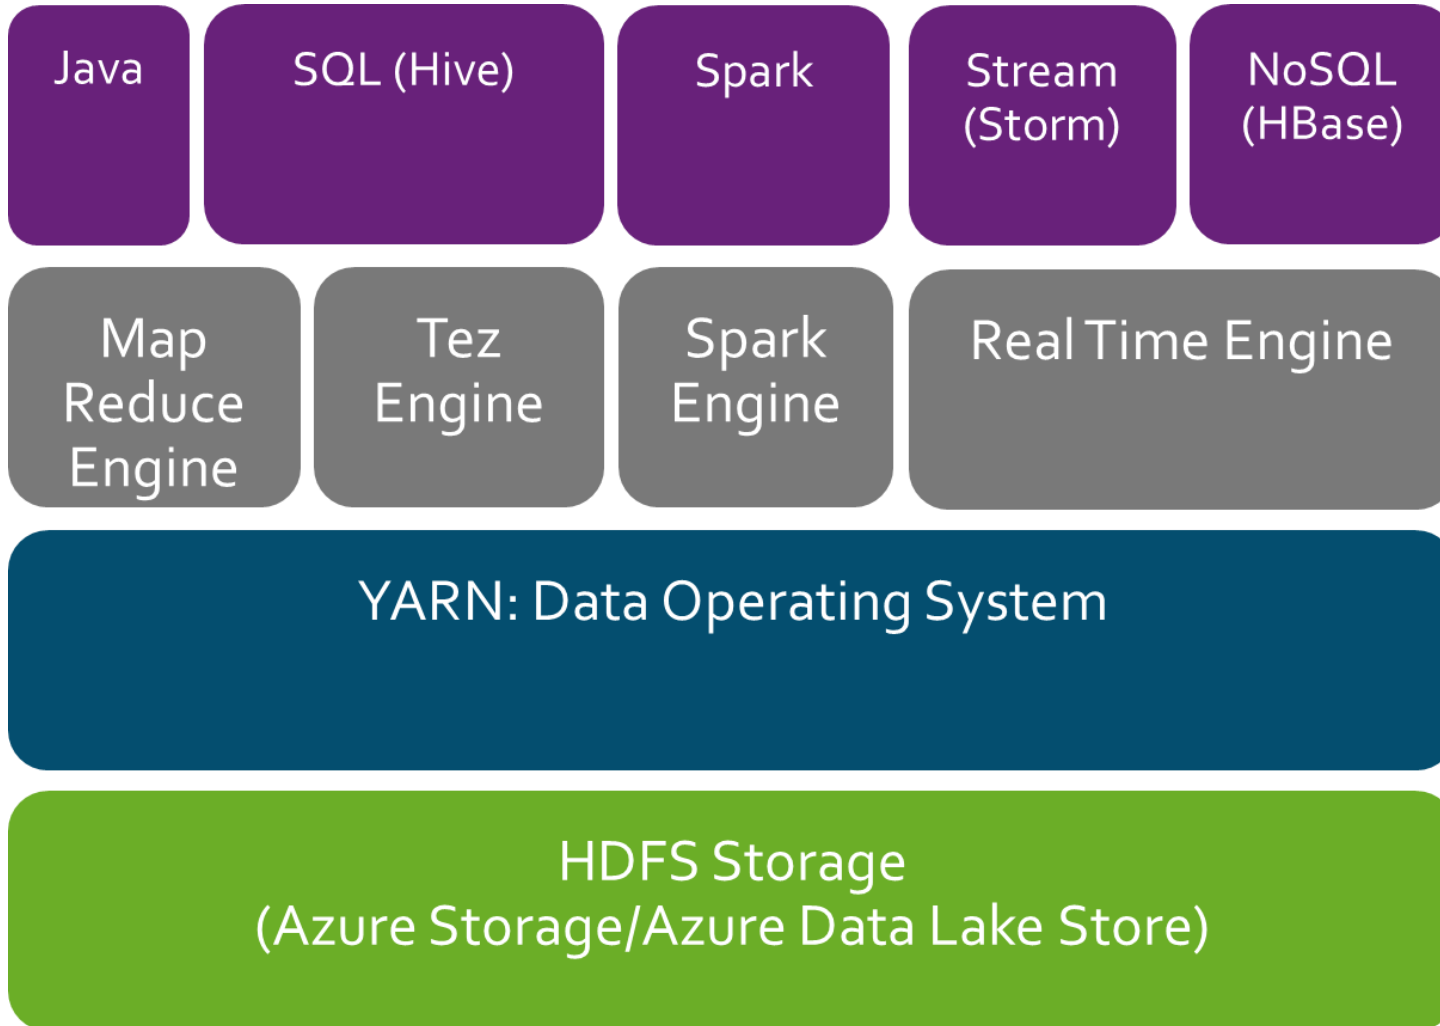 Java
SQL (Hive)
Spark
Stream
(Storm)
NoSQL
(HBase)
Map
Reduce
Engine
Tez
Engine
Spark
Engine
Real Time Engine
YARN: Data Operating System
HDFS Storage
(Azure Storage/Azure Data Lake Store)